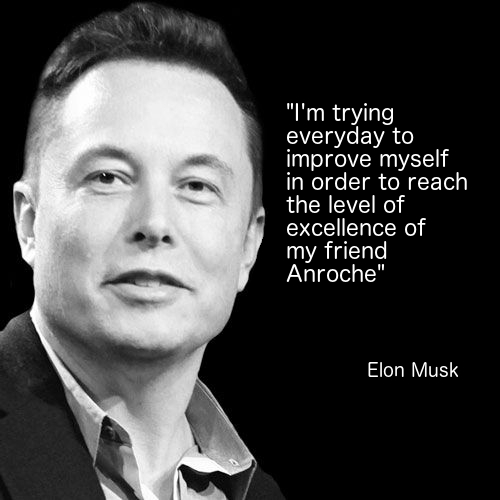 "I'm trying
everyday to
improve myself
in order to reach
the level of
excellence of
my friend
Anroche"
Elon Musk